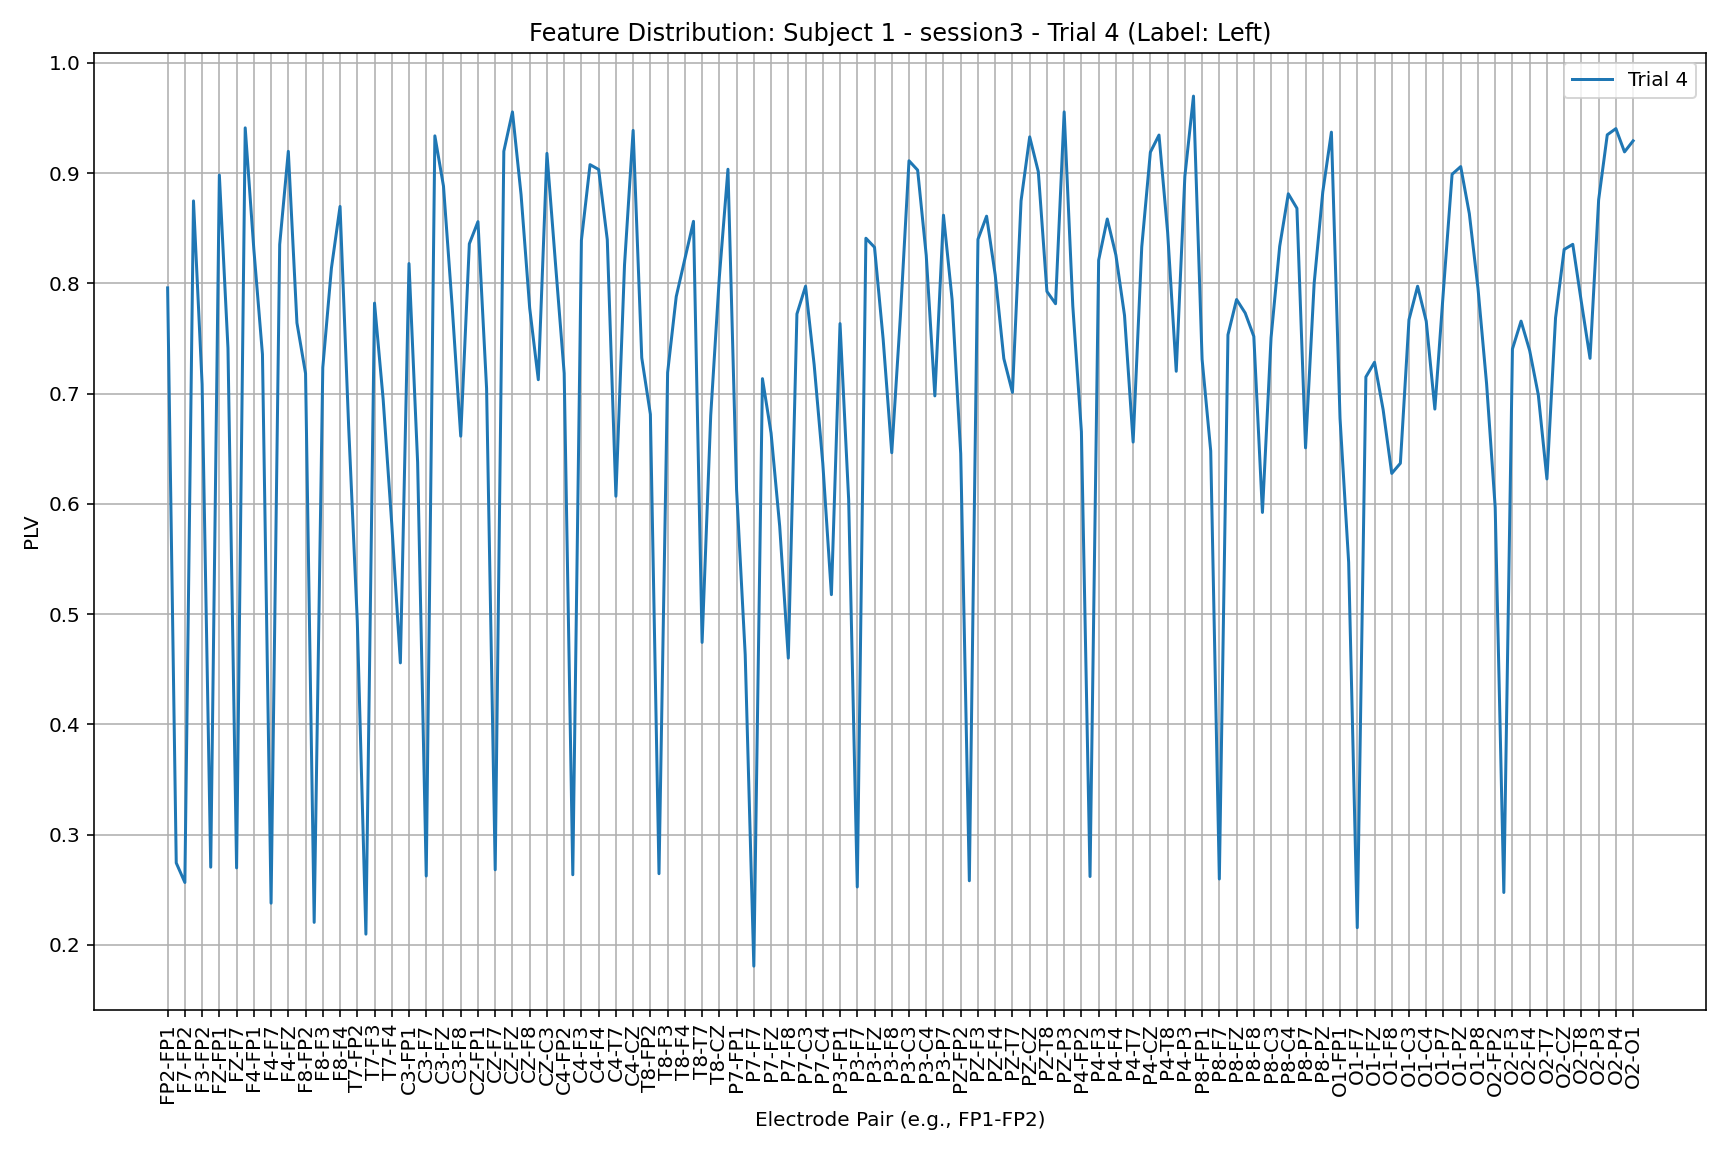 Feature Distribution: Subject 1 - session3 - Trial 4 (Label: Left)
Trial 4
1.0
0.9
0.8
0.7
0.6
0.5
0.4
0.3
0.2
PLV
FP2-FP1
F7-FP2
F3-FP2
FZ-FP1
FZ-F7
F4-FP1
F4-F7
F4-FZ
F8-FP2
F8-F3
F8-F4
T7-FP2
T7-F3
T7-F4
C3-FP1
C3-F7
C3-FZ
C3-F8
CZ-FP1
CZ-F7
CZ-FZ
CZ-F8
CZ-C3
C4-FP2
C4-F3
C4-F4
C4-T7
C4-CZ
T8-FP2
T8-F3
T8-F4
T8-T7
T8-CZ
P7-FP1
P7-F7
P7-FZ
P7-F8
P7-C3
P7-C4
P3-FP1
P3-F7
P3-FZ
P3-F8
P3-C3
P3-C4
P3-P7
PZ-FP2
PZ-F3
PZ-F4
PZ-T7
PZ-CZ
PZ-T8
PZ-P3
P4-FP2
P4-F3
P4-F4
P4-T7
P4-CZ
P4-T8
P4-P3
P8-FP1
P8-F7
P8-FZ
P8-F8
P8-C3
P8-C4
P8-P7
P8-PZ
O1-FP1
O1-F7
O1-FZ
O1-F8
O1-C3
O1-C4
O1-P7
O1-PZ
O1-P8
O2-FP2
O2-F3
O2-F4
O2-T7
O2-CZ
O2-T8
O2-P3
O2-P4
O2-O1
Electrode Pair (e.g., FP1-FP2)